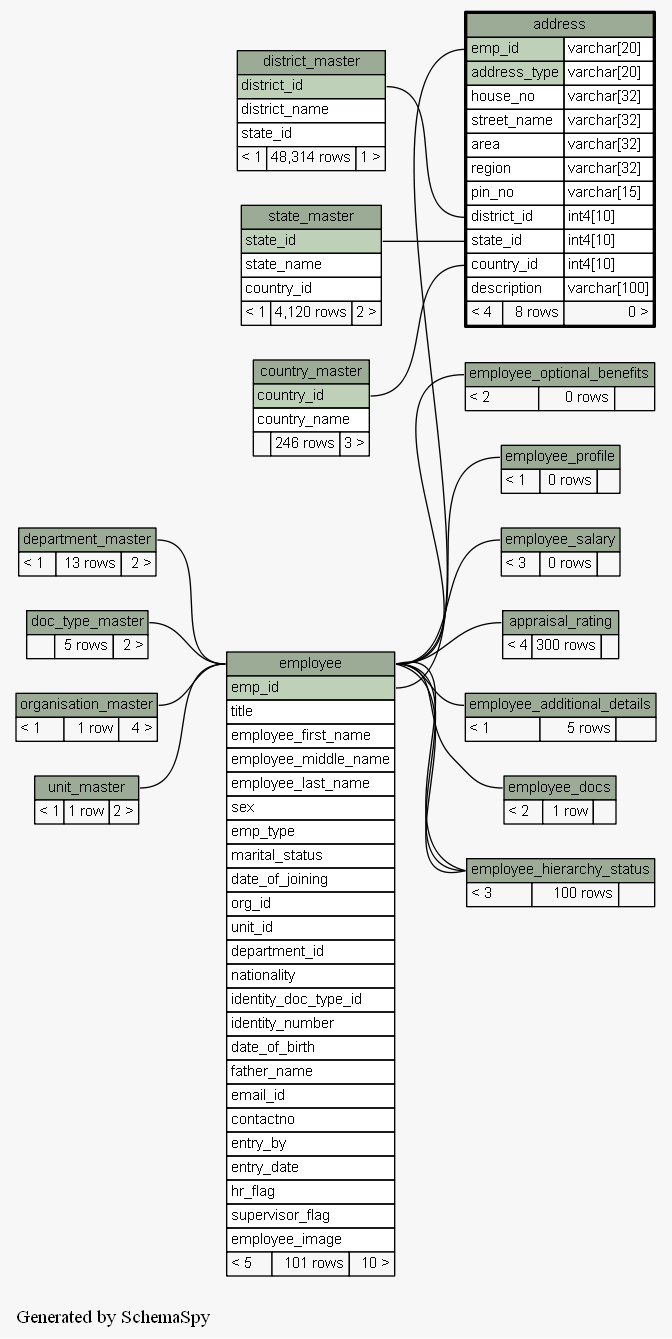 address
emp_id varchar[20]
address_type varchar[20]
house_no varchar[32]
street_name varchar[32]
area varchar[32]
region varchar[32]
pin_no varchar[15]
district_id int4[10]
state_id int4[10]
country_id int4[10]
description varchar[100]
< 4 8 rows 0 >
district_master
district_id
district_name
state_id
< 1 48,314 rows 1 >
state_master
state_id
state_name
country_id
< 1 4,120 rows 2 >
country_master
country_id
country_name
246 rows 3 >
employee_optional_benefits
< 2 0 rows
employee_profile
< 1 0 rows
employee_salary
< 3 0 rows
appraisal_rating
< 4 300 rows
employee_additional_details
< 1 5 rows
employee_docs
< 2 1 row
employee_hierarchy_status
< 3 100 rows
department_master
< 1 13 rows 2 >
doc_type_master
5 rows 2 >
organisation_master
< 1 1 row 4 >
unit_master
< 1 1 row 2 >
employee
emp_id
title
employee_first_name
employee_middle_name
employee_last_name
sex
emp_type
marital_status
date_of_joining
org_id
unit_id
department_id
nationality
identity_doc_type_id
identity_number
date_of_birth
father_name
email_id
contactno
entry_by
entry_date
hr_flag
supervisor_flag
employee_image
< 5 101 rows 10 >
Generated by SchemaSpy